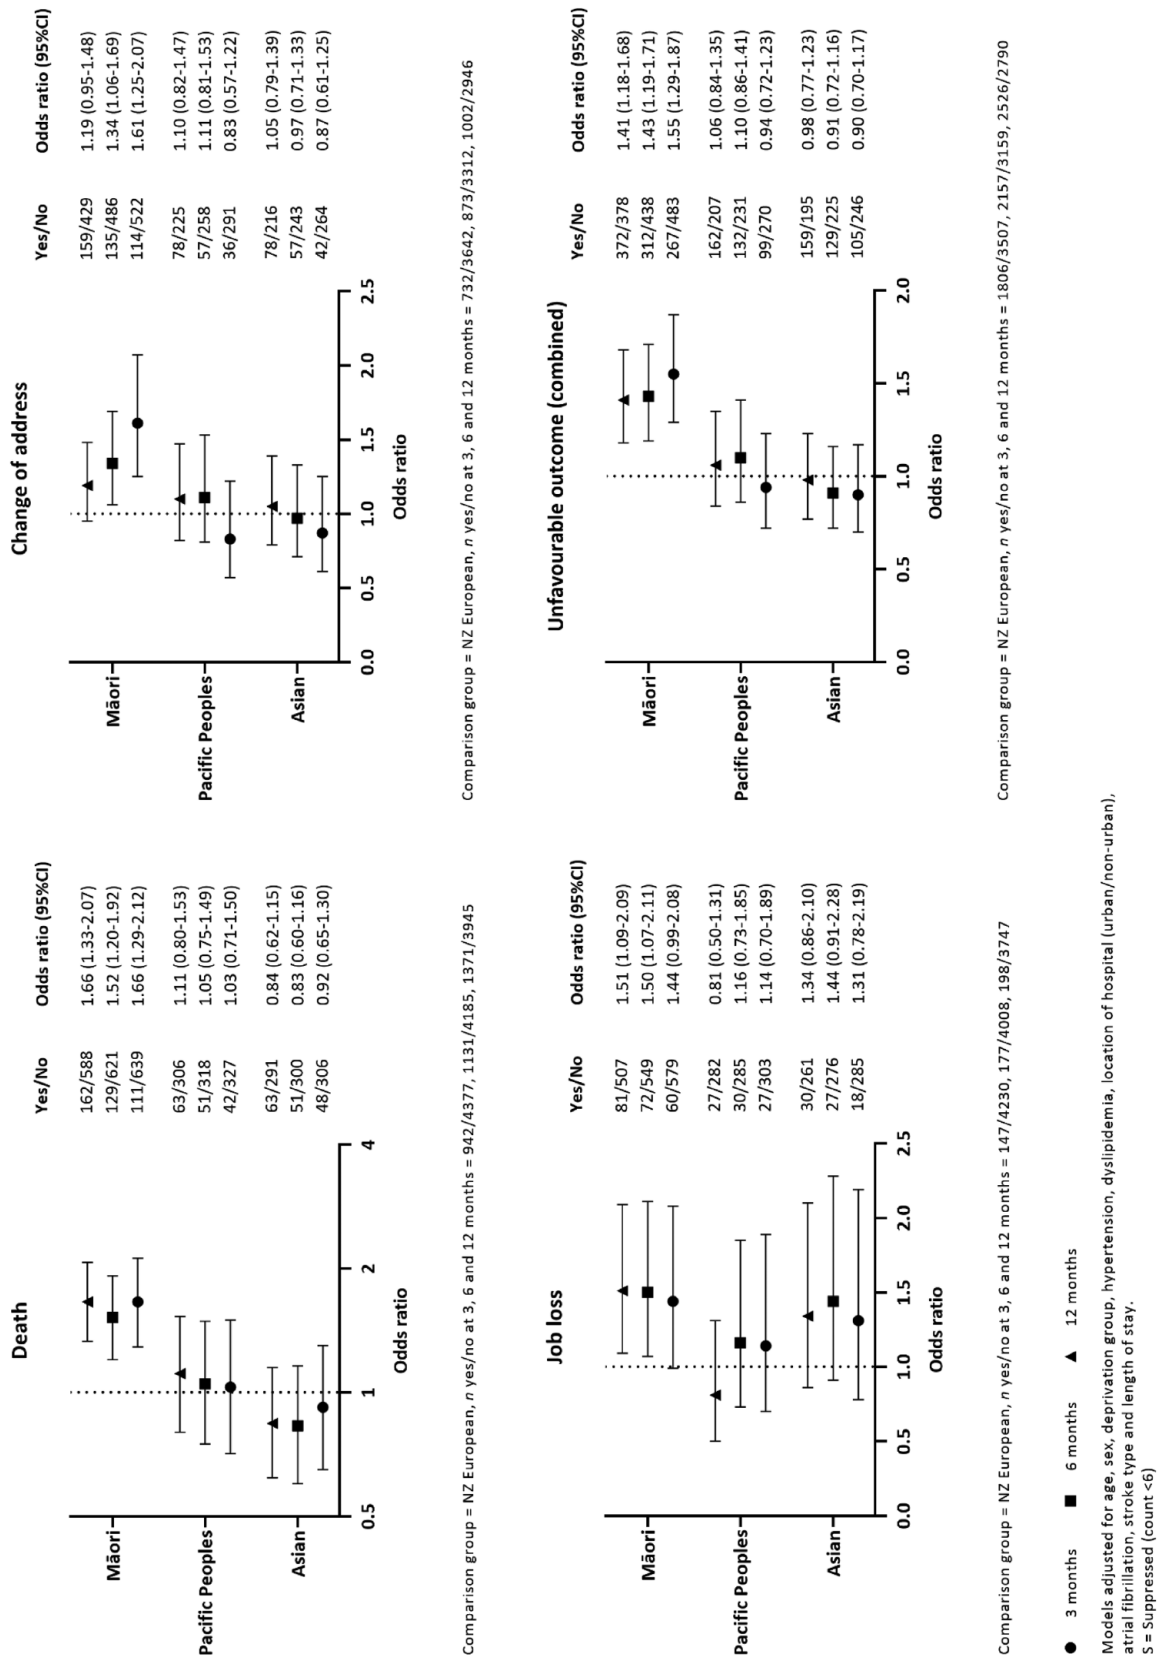 Death
Yes/No Odds ratio (95%CI)
Māori
162/588 1.66 (1.33-2.07)
129/621 1.52 (1.20-1.92)
111/639 1.66 (1.29-2.12)
Pacific Peoples
63/306 1.11 (0.80-1.53)
51/318 1.05 (0.75-1.49)
42/327 1.03 (0.71-1.50)
Asian
63/291 0.84 (0.62-1.15)
51/300 0.83 (0.60-1.16)
48/306 0.92 (0.65-1.30)
0.5 1 2 4
Odds ratio
Comparison group = NZ European, n yes/no at 3, 6 and 12 months = 942/4377, 1131/4185, 1371/3945
Change of address
Yes/No Odds ratio (95%CI)
Māori
159/429 1.19 (0.95-1.48)
135/486 1.34 (1.06-1.69)
114/522 1.61 (1.25-2.07)
Pacific Peoples
78/225 1.10 (0.82-1.47)
57/258 1.11 (0.81-1.53)
36/291 0.83 (0.57-1.22)
Asian
78/216 1.05 (0.79-1.39)
57/243 0.97 (0.71-1.33)
42/264 0.87 (0.61-1.25)
0.0 0.5 1.0 1.5 2.0 2.5
Odds ratio
Comparison group = NZ European, n yes/no at 3, 6 and 12 months = 732/3642, 873/3312, 1002/2946
Job loss
Yes/No Odds ratio (95%CI)
Māori
81/507 1.51 (1.09-2.09)
72/549 1.50 (1.07-2.11)
60/579 1.44 (0.99-2.08)
Pacific Peoples
27/282 0.81 (0.50-1.31)
30/285 1.16 (0.73-1.85)
27/303 1.14 (0.70-1.89)
Asian
30/261 1.34 (0.86-2.10)
27/276 1.44 (0.91-2.28)
18/285 1.31 (0.78-2.19)
0.0 0.5 1.0 1.5 2.0 2.5
Odds ratio
Comparison group = NZ European, n yes/no at 3, 6 and 12 months = 147/4230, 177/4008, 198/3747
Unfavourable outcome (combined)
Yes/No Odds ratio (95%CI)
Māori
372/378 1.41 (1.18-1.68)
312/438 1.43 (1.19-1.71)
267/483 1.55 (1.29-1.87)
Pacific Peoples
162/207 1.06 (0.84-1.35)
132/231 1.10 (0.86-1.41)
99/270 0.94 (0.72-1.23)
Asian
159/195 0.98 (0.77-1.23)
129/225 0.91 (0.72-1.16)
105/246 0.90 (0.70-1.17)
0.0 0.5 1.0 1.5 2.0
Odds ratio
Comparison group = NZ European, n yes/no at 3, 6 and 12 months = 1806/3507, 2157/3159, 2526/2790
3 months 6 months 12 months
Models adjusted for age, sex, deprivation group, hypertension, dyslipidemia, location of hospital (urban/non-urban),
atrial fibrillation, stroke type and length of stay.
S = Suppressed (count <6)